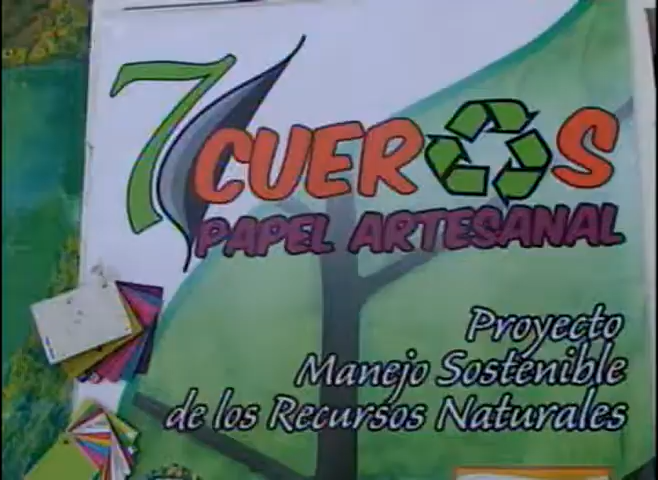 7 CUEROS
PAPEL ARTESANAL
Proyecto
Manejo Sostenible
de los Recursos Naturales